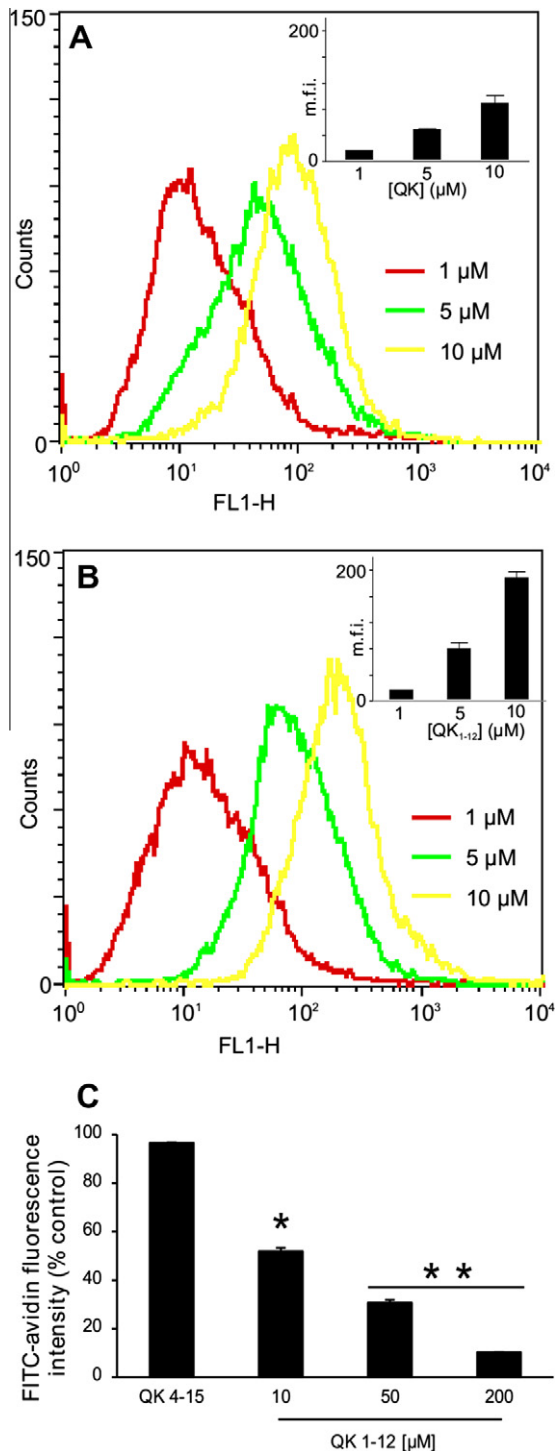 A
150
Counts
0
10⁰ 10¹ 10² 10³ 10⁴
FL1-H
200
m.f.i.
1 5 10
[QK] (µM)
1 µM
5 µM
10 µM
B
150
Counts
0
10⁰ 10¹ 10² 10³ 10⁴
FL1-H
200
m.f.i.
1 5 10
[QK₁₋₁₂] (µM)
1 µM
5 µM
10 µM
C
FITC-avidin fluorescence
intensity (% control)
100
80
60
40
20
0
*
* *
QK 4-15 10 50 200
QK 1-12 [µM]